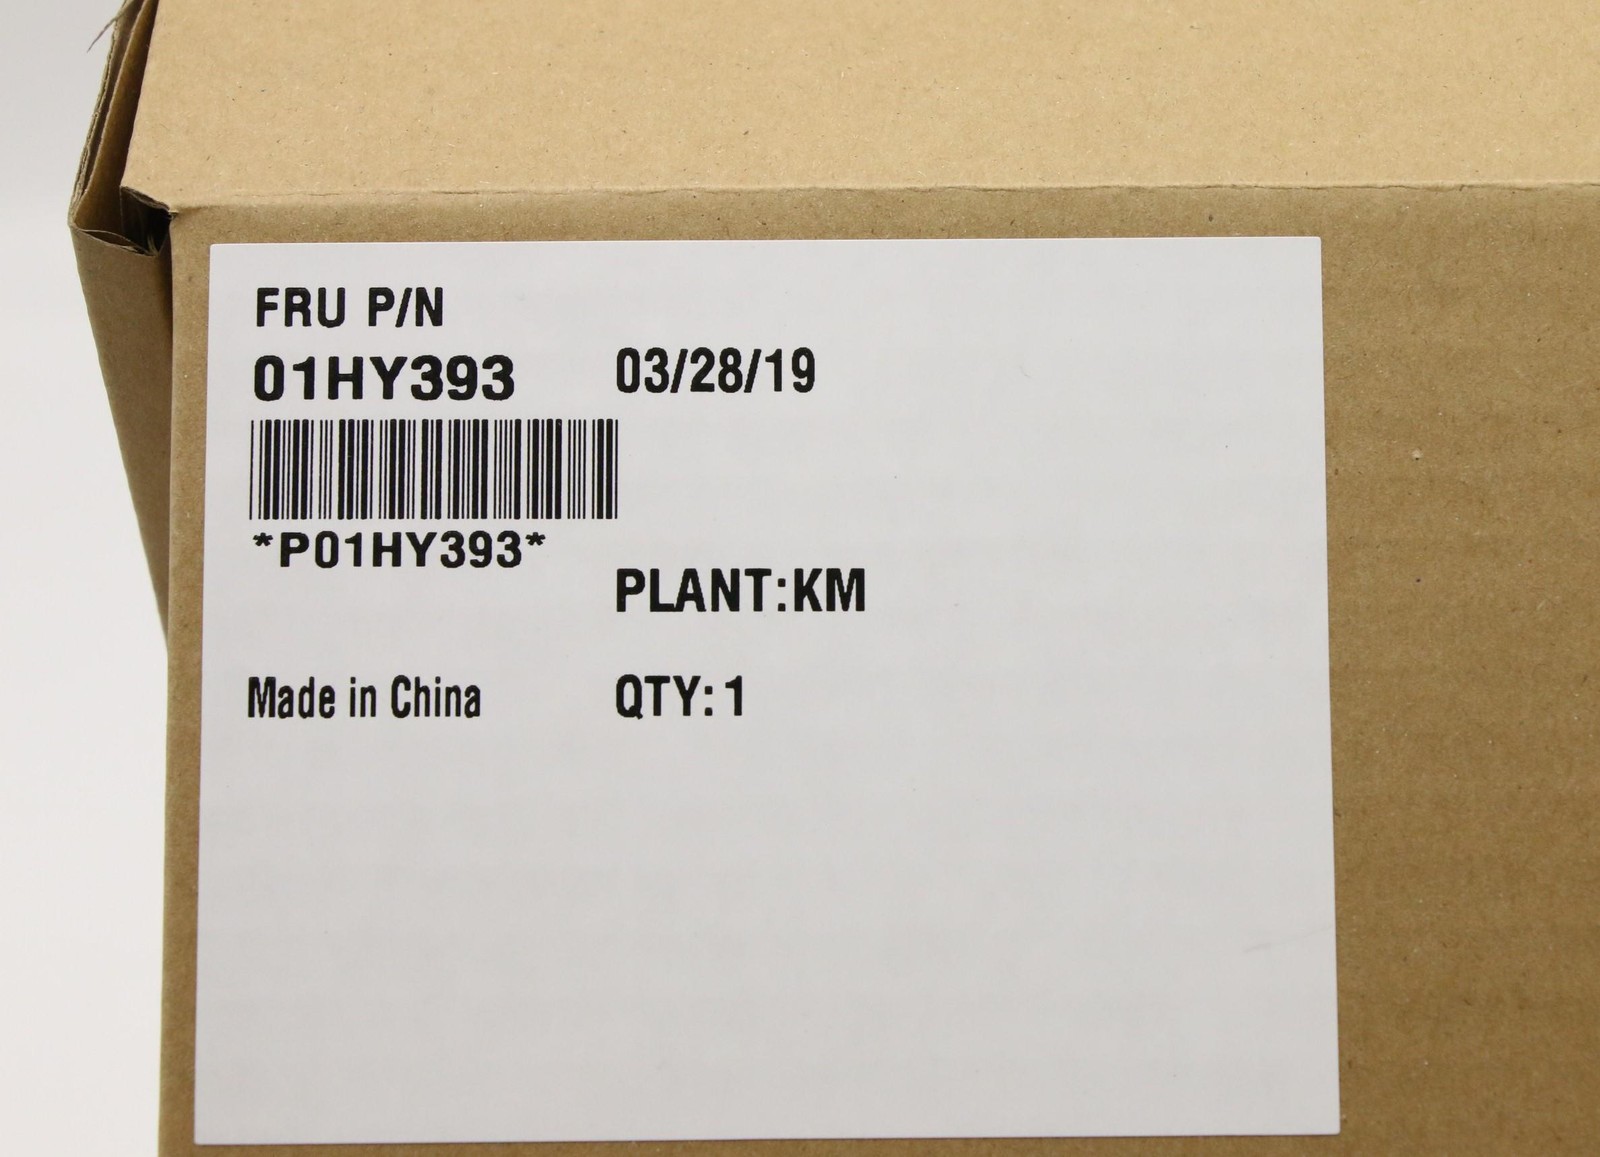 FRU P/N
01HY393
03/28/19
*P01HY393*
PLANT:KM
Made in China
QTY: 1